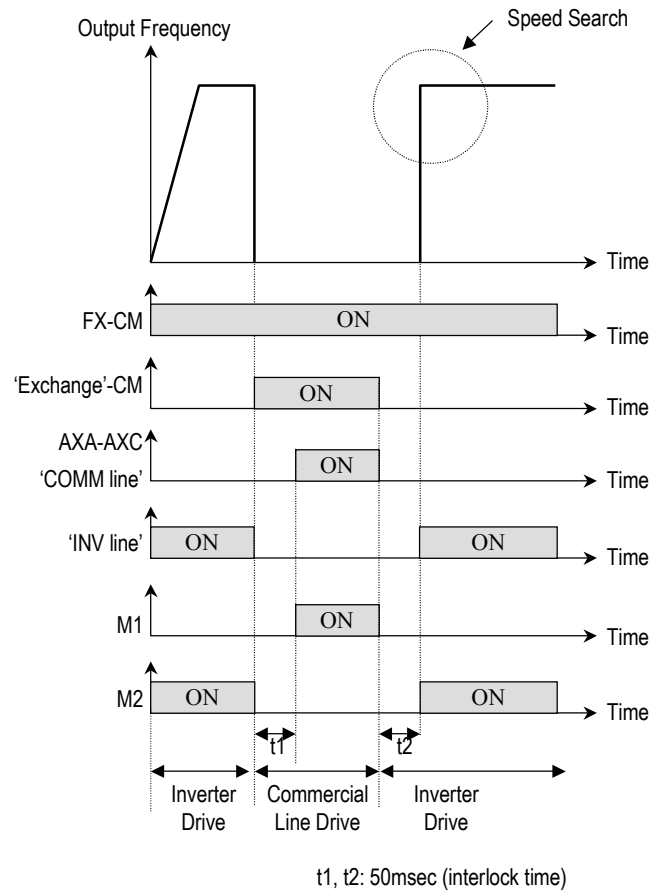 Speed Search
Output Frequency
Time
FX-CM
ON
Time
'Exchange'-CM
ON
Time
AXA-AXC
'COMM line'
ON
Time
'INV line'
ON
ON
Time
M1
ON
Time
M2
ON
ON
Time
t1
t2
Inverter
Drive
Commercial
Line Drive
Inverter
Drive
t1, t2: 50msec (interlock time)